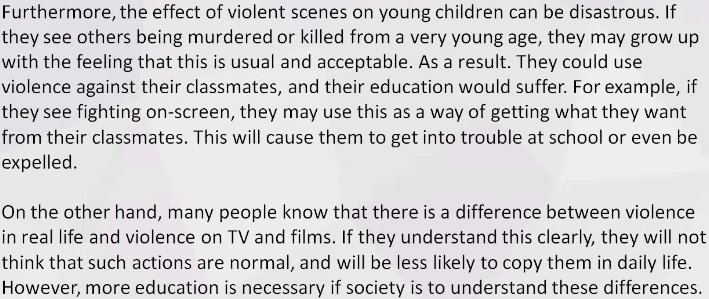 Furthermore, the effect of violent scenes on young children can be disastrous. If
they see others being murdered or killed from a very young age, they may grow up
with the feeling that this is usual and acceptable. As a result. They could use
violence against their classmates, and their education would suffer. For example, if
they see fighting on-screen, they may use this as a way of getting what they want
from their classmates. This will cause them to get into trouble at school or even be
expelled.
On the other hand, many people know that there is a difference between violence
in real life and violence on TV and films. If they understand this clearly, they will not
think that such actions are normal, and will be less likely to copy them in daily life.
However, more education is necessary if society is to understand these differences.